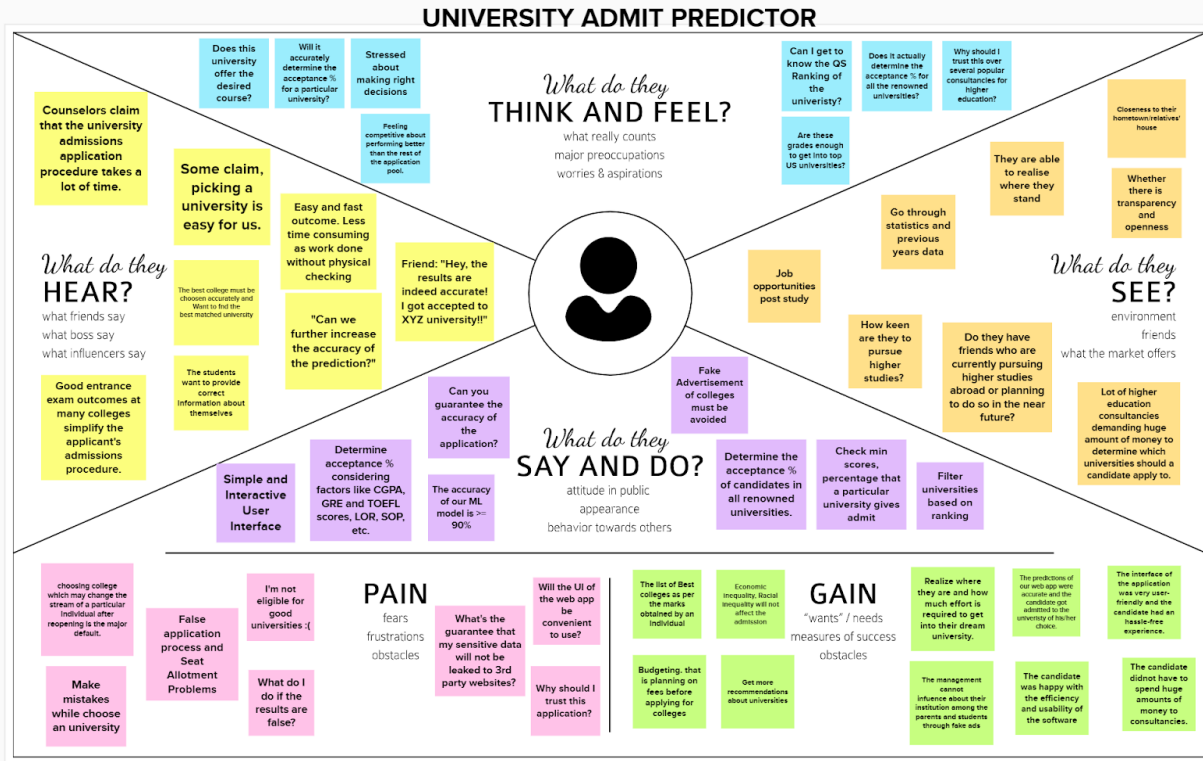 UNIVERSITY ADMIT PREDICTOR
Does this
university
offer the
desired
course?
Will it
accurately
determine the
acceptance %
for a particular
university?
Stressed
about
making right
decisions
Feeling
competitive about
performing better
than the rest of the
application
pool.
What do they
THINK AND FEEL?
what really counts
major preoccupations
worries & aspirations
Can I get to
know the QS
Ranking of
the
univeristy?
Does it actually
determine the
acceptance % for
all the renowned
universities?
Why should I
trust this over
several popular
consultancies for
higher
education?
Are these
grades enough
to get into top
US universities?
Counselors claim
that the university
admissions
application
procedure takes a
lot of time.
Some claim,
picking a
university is
easy for us.
Easy and fast
outcome. Less
time consuming
as work done
without physical
checking
Friend: "Hey, the
results are
indeed accurate!
I got accepted to
XYZ university!!"
What do they
HEAR?
what friends say
what boss say
what influencers say
The best college must be
choosen accurately and
Want to fnd the
best matched university
"Can we
further increase
the accuracy of
the prediction?"
The students
want to provide
correct
information about
themselves
Good entrance
exam outcomes at
many colleges
simplify the
applicant's
admissions
procedure.
Closeness to their
hometown/relatives'
house
They are able
to realise
where they
stand
Whether
there is
transparency
and
openness
Go through
statistics and
previous
years data
Job
opportunities
post study
What do they
SEE?
environment
friends
what the market offers
How keen
are they to
pursue
higher
studies?
Do they have
friends who are
currently pursuing
higher studies
abroad or planning
to do so in the near
future?
Lot of higher
education
consultancies
demanding huge
amount of money to
determine which
universities should a
candidate apply to.
Can you
guarantee the
accuracy of
the
application?
Fake
Advertisement
of colleges
must be
avoided
What do they
SAY AND DO?
attitude in public
appearance
behavior towards others
Simple and
Interactive
User
Interface
Determine
acceptance %
considering
factors like CGPA,
GRE and TOEFL
scores, LOR, SOP,
etc.
The accuracy
of our ML
model is >=
90%
Determine the
acceptance %
of candidates in
all renowned
universities.
Check min
scores,
percentage that
a particular
university gives
admit
Filter
universities
based on
ranking
PAIN
fears
frustrations
obstacles
choosing college
which may change the
stream of a particular
individual after
reopening is the major
default.
False
application
process and
Seat
Allotment
Problems
I'm not
eligible for
good
universities :(
Make
mistakes
while choose
an university
What do I
do if the
results are
false?
What's the
guarantee that
my sensitive data
will not be
leaked to 3rd
party websites?
Will the UI of
the web app
be
convenient
to use?
Why should I
trust this
application?
GAIN
"wants" / needs
measures of success
obstacles
The list of Best
colleges as per
the marks
obtained by an
Individual
Economic
inequality, Racial
inequality will not
affect the
admission
Budgeting. that
is planning on
fees before
applying for
colleges
Get more
recommendations
about universities
Realize where
they are and how
much effort is
required to get
into their dream
university.
The predictions of
our web app were
accurate and the
candidate got
admitted to the
univeristy of his/her
choice.
The interface of
the application
was very user-
friendly and the
candidate had an
hassle-free
experience.
The management
cannot
infuence about their
institution among the
parents and students
through fake ads
The candidate
was happy with
the efficiency
and usability of
the software
The candidate
didnot have to
spend huge
amounts of
money to
consultancies.